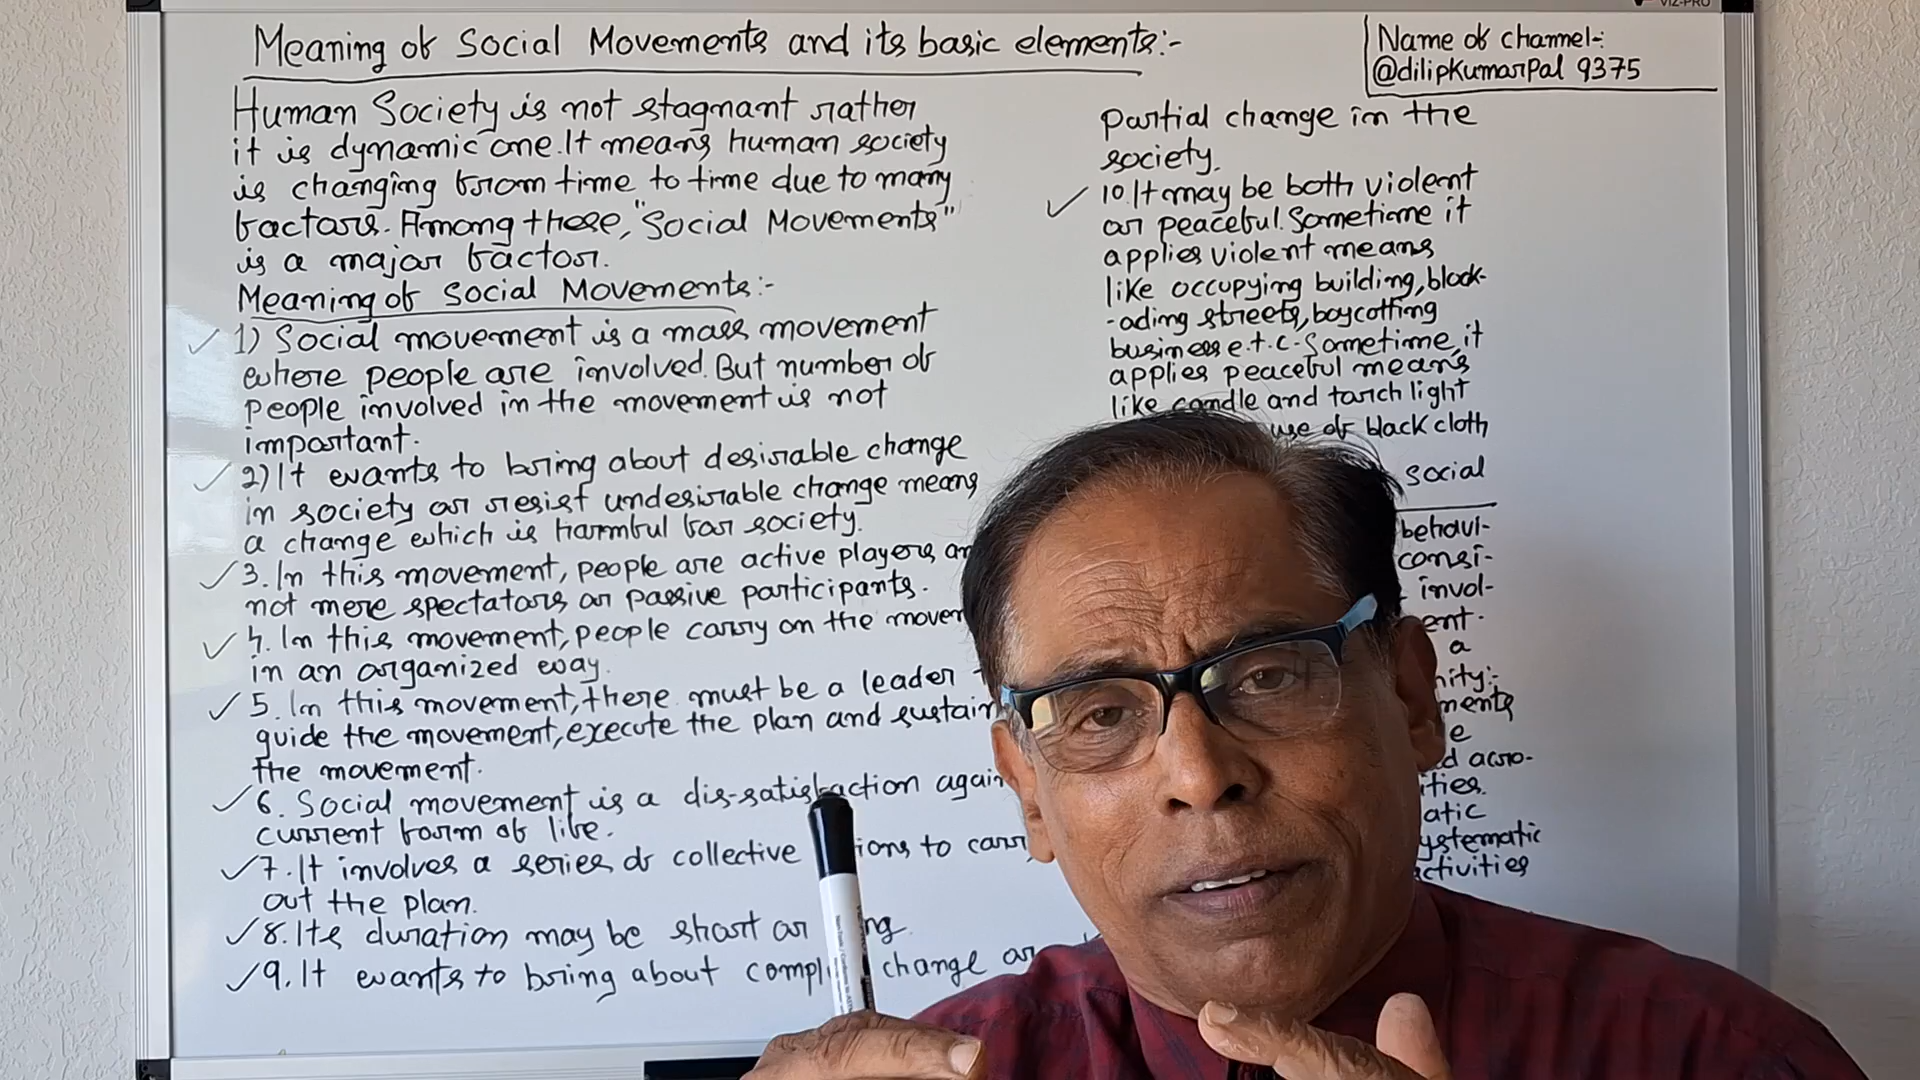 VIZ-PRO
Meaning of Social Movements and its basic elements:-
Name of channel-:
@dilipKumarPal 9375
Human Society is not stagnant rather
it is dynamic one. It means human society
is changing from time to time due to many
factors. Among these, "Social Movements"
is a major factor.
Meaning of Social Movements:-
1) Social movement is a mass movement
where people are involved. But number of
people involved in the movement is not
important.
2) It wants to bring about desirable change
in society or resist undesirable change means
a change which is harmful for society.
3. In this movement, people are active players
not mere spectators or passive participants.
4. In this movement, people carry on the
in an organized way.
5. In this movement, there must be a leader
guide the movement, execute the plan and
the movement.
6. Social movement is a dis-satisfaction
current form of life.
7. It involves a series of collective to
out the plan.
8. Its duration may be short or
9. It wants to bring about change or
Partial change in the
society.
10. It may be both violent
or peaceful. Sometime it
applies violent means
like occupying building, block-
-ading streets, boycotting
business e.t.c. Sometime, it
applies peaceful means
like candle and torch light
use of black cloth
social
behavi-
consi-
invol-
a